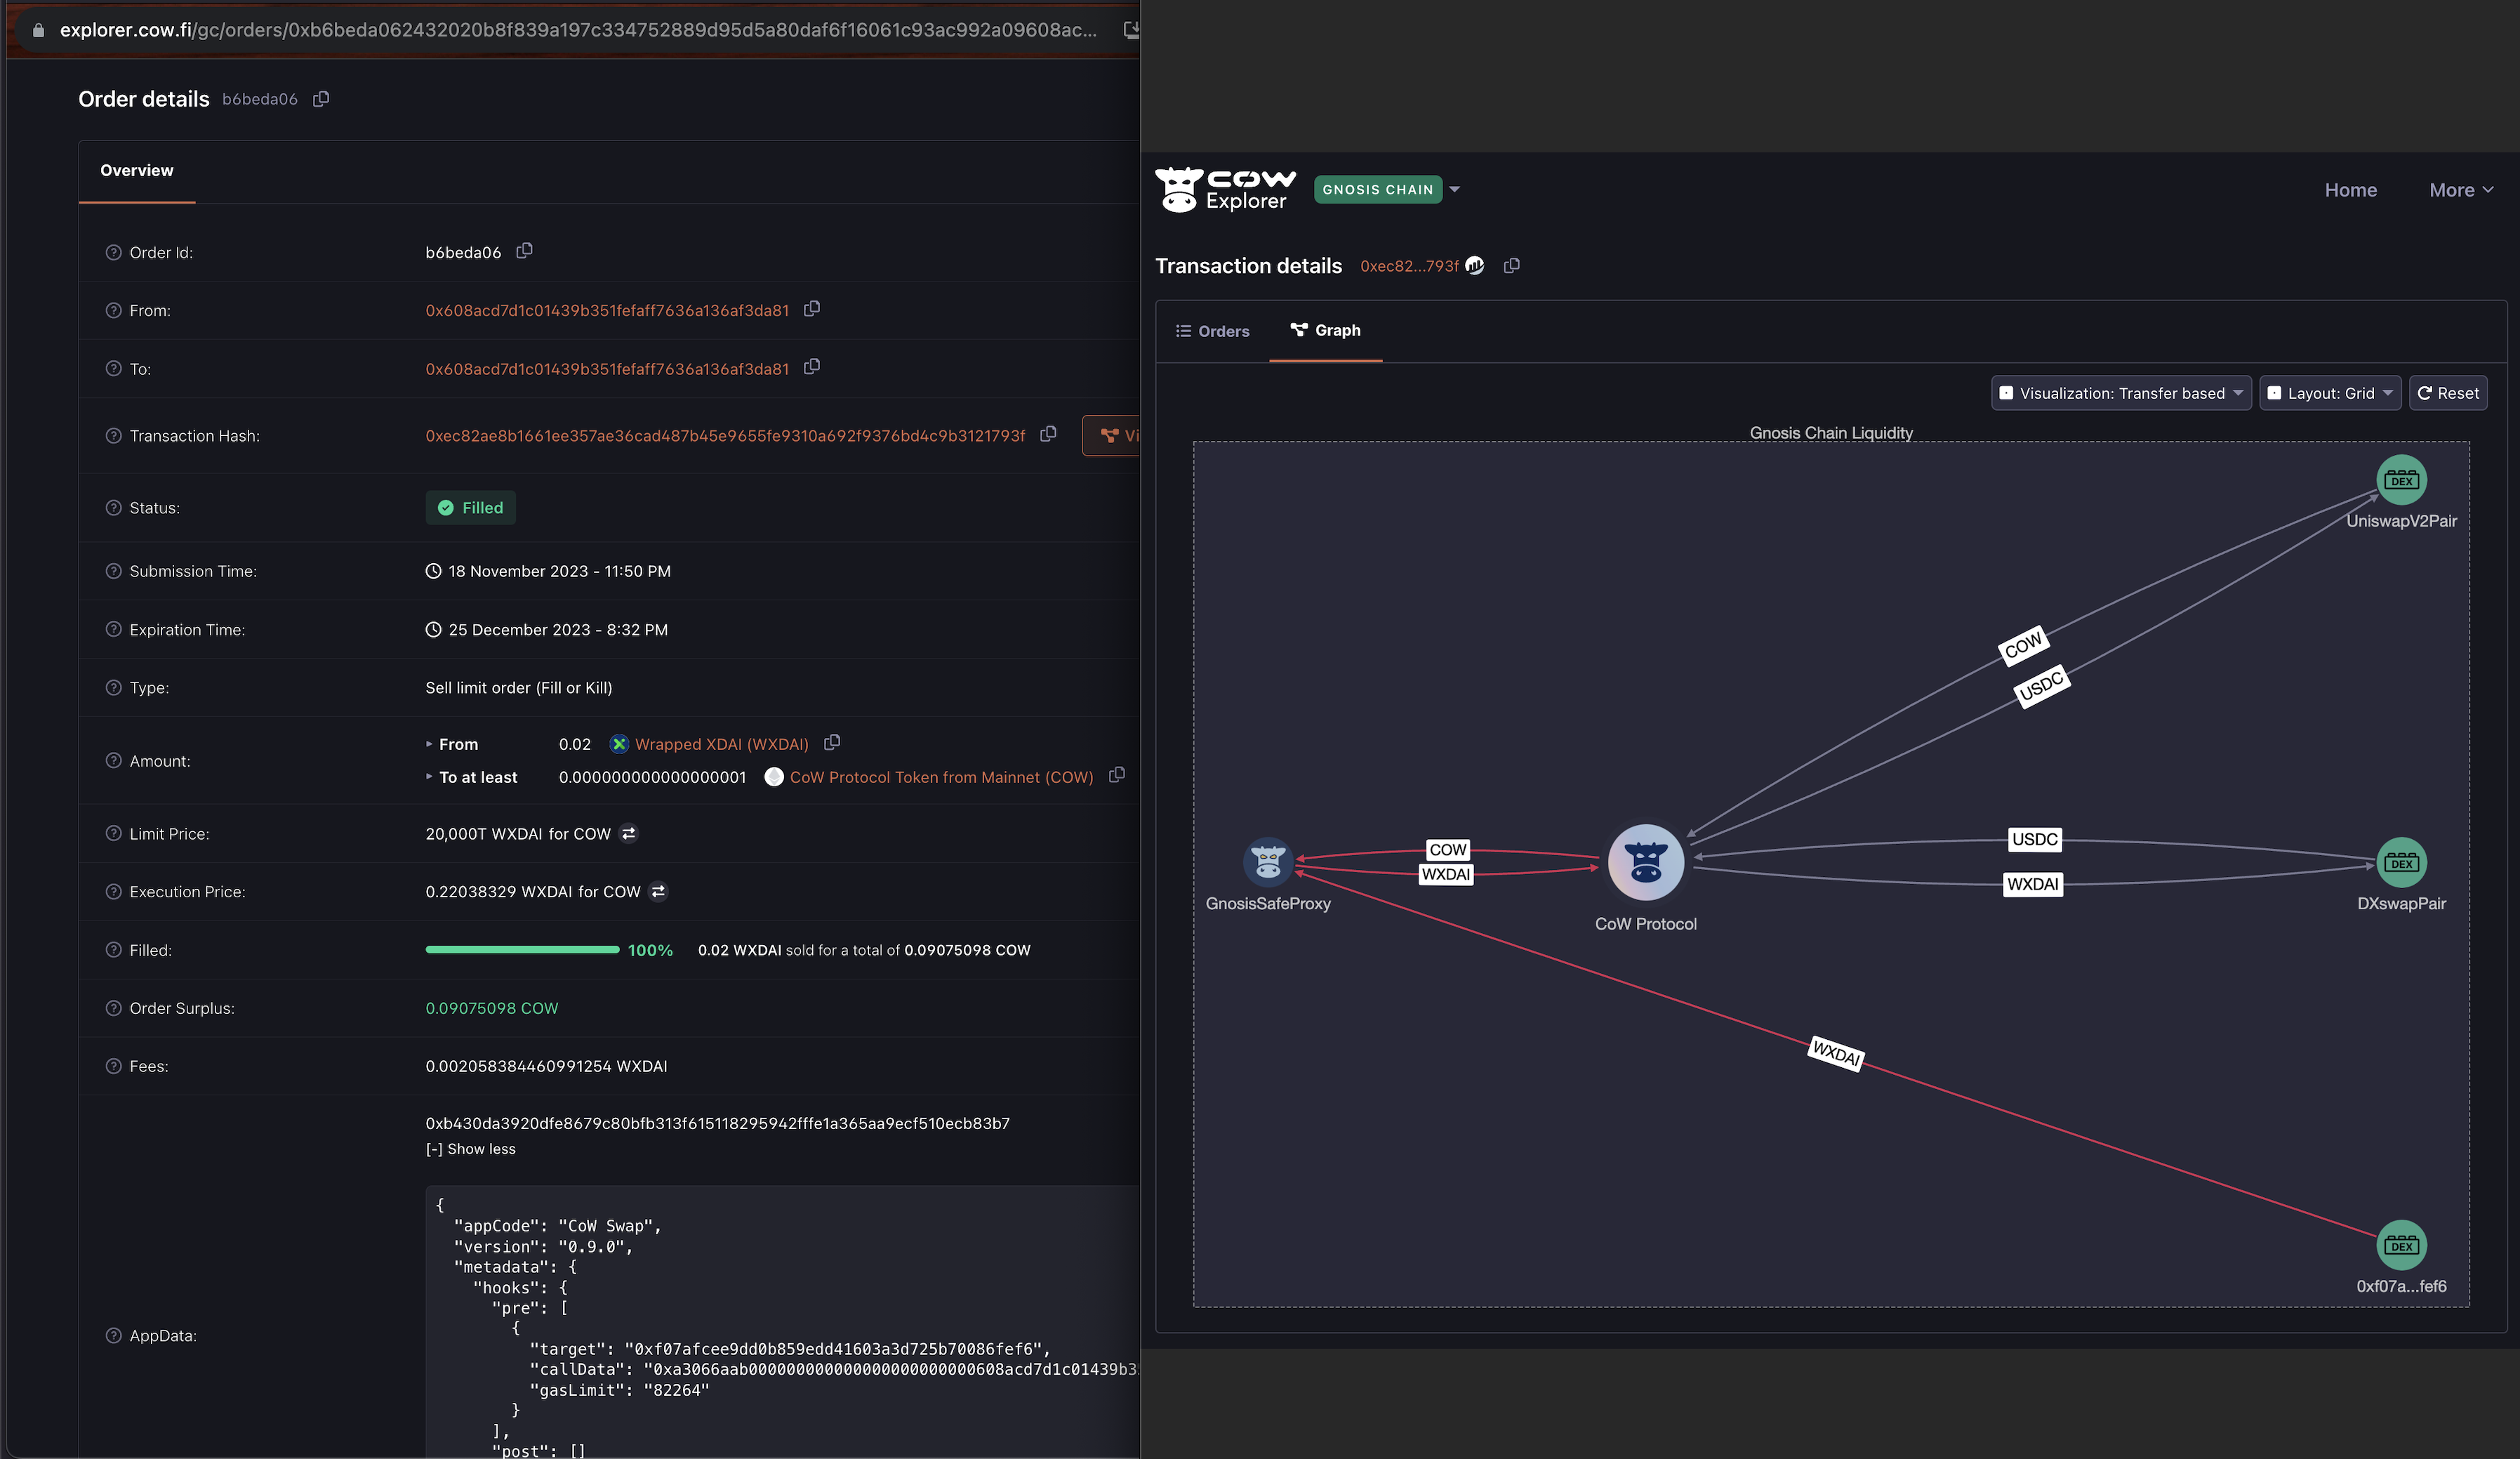 explorer.cow.fi/gc/orders/0xb6beda062432020b8f839a197c334752889d95d5a80daf6f16061c93ac992a09608ac...
Order details b6beda06
Overview
Order Id: b6beda06
From: 0x608acd7d1c01439b351fefaff7636a136af3da81
To: 0x608acd7d1c01439b351fefaff7636a136af3da81
Transaction Hash: 0xec82ae8b1661ee357ae36cad487b45e9655fe9310a692f9376bd4c9b3121793f Vi
Status: Filled
Submission Time: 18 November 2023 - 11:50 PM
Expiration Time: 25 December 2023 - 8:32 PM
Type: Sell limit order (Fill or Kill)
Amount:
From 0.02 Wrapped XDAI (WXDAI)
To at least 0.000000000000000001 CoW Protocol Token from Mainnet (COW)
Limit Price: 20,000T WXDAI for COW
Execution Price: 0.22038329 WXDAI for COW
Filled: 100% 0.02 WXDAI sold for a total of 0.09075098 COW
Order Surplus: 0.09075098 COW
Fees: 0.002058384460991254 WXDAI
AppData:
0xb430da3920dfe8679c80bfb313f615118295942fffe1a365aa9ecf510ecb83b7
[-] Show less
{
"appCode": "CoW Swap",
"version": "0.9.0",
"metadata": {
"hooks": {
"pre": [
{
"target": "0xf07afcee9dd0b859edd41603a3d725b70086fef6",
"callData": "0xa3066aab000000000000000000000000608acd7d1c01439b3
"gasLimit": "82264"
}
],
"post": []
COW Explorer
GNOSIS CHAIN
Home More
Transaction details 0xec82...793f
Orders Graph
Visualization: Transfer based Layout: Grid Reset
Gnosis Chain Liquidity
DEX
UniswapV2Pair
COW
USDC
USDC
COW
WXDAI
WXDAI
DEX
GnosisSafeProxy
CoW Protocol
DXswapPair
WXDAI
DEX
0xf07a...fef6